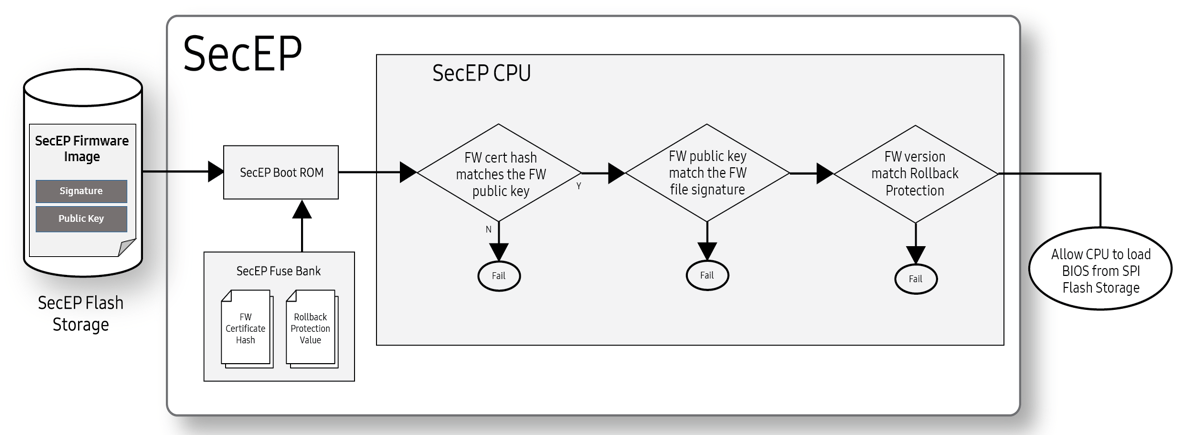 SecEP
SecEP CPU
SecEP Firmware
Image
Signature
Public Key
SecEP Flash
Storage
SecEP Boot ROM
SecEP Fuse Bank
FW
Certificate
Hash
Rollback
Protection
Value
FW cert hash
matches the FW
public key
Y
N
Fail
FW public key
match the FW
file signature
Fail
FW version
match Rollback
Protection
Fail
Allow CPU to load
BIOS from SPI
Flash Storage